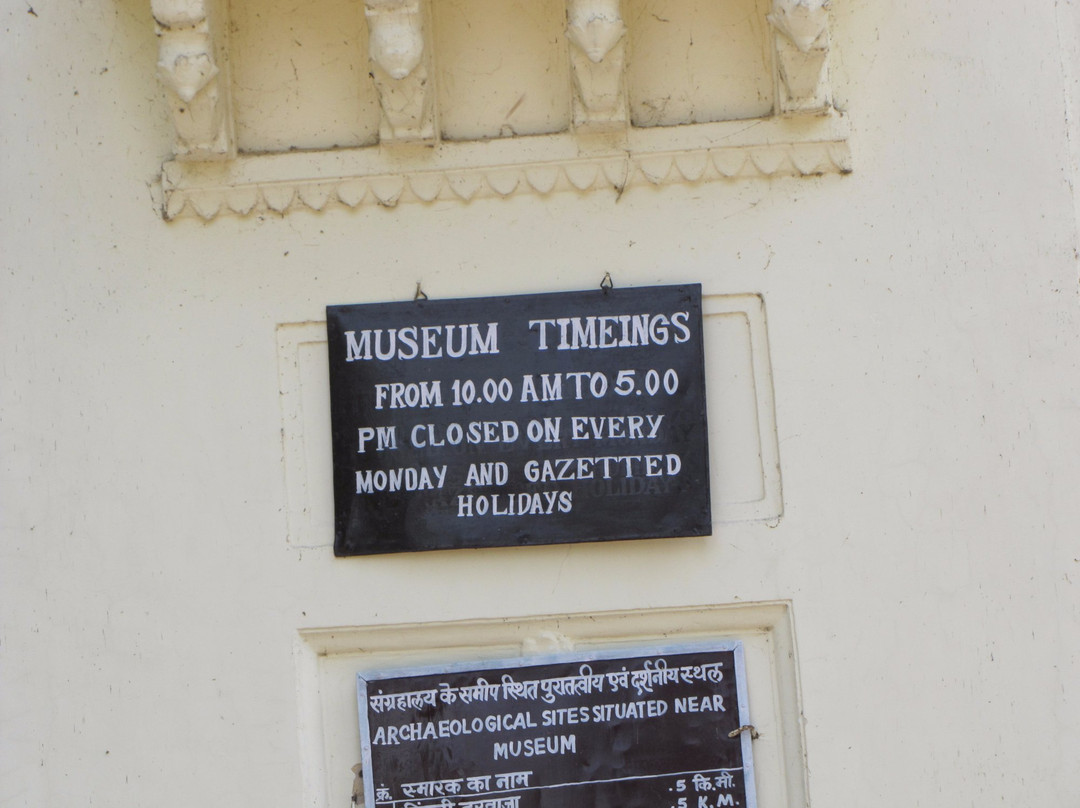 MUSEUM TIMEINGS
FROM 10.00 AM TO 5.00
PM CLOSED ON EVERY
MONDAY AND GAZETTED
HOLIDAYS
संग्रहालय के समीप स्थित पुरातत्वीय एवं दर्शनीय स्थल
ARCHAEOLOGICAL SITES SITUATED NEAR
MUSEUM
क्रं. स्मारक का नाम .5 कि.मी.
.5 K.M.